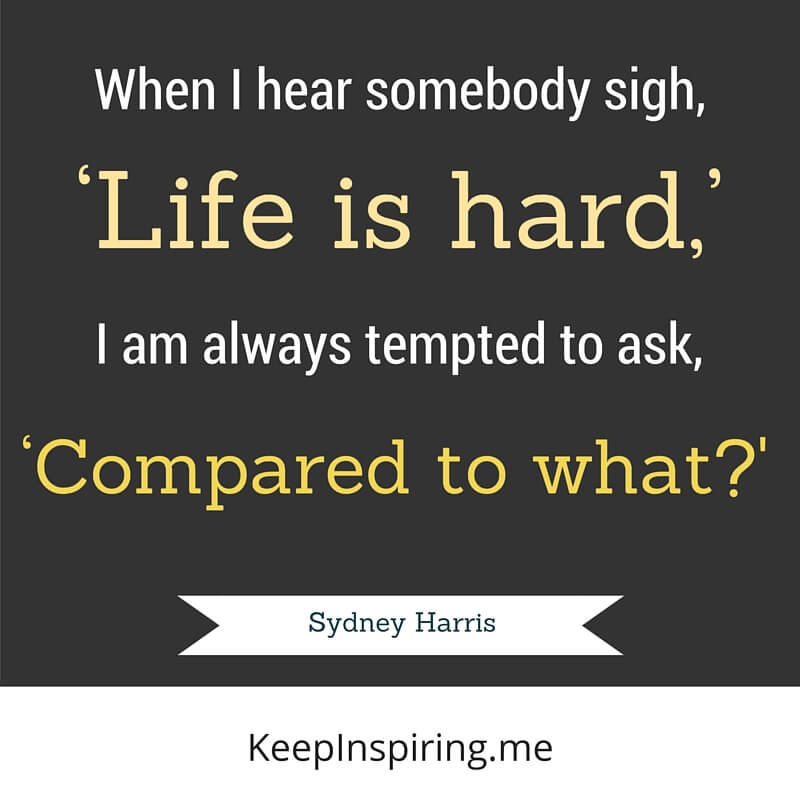 When I hear somebody sigh,
‘Life is hard,’
I am always tempted to ask,
‘Compared to what?'
Sydney Harris
KeepInspiring.me